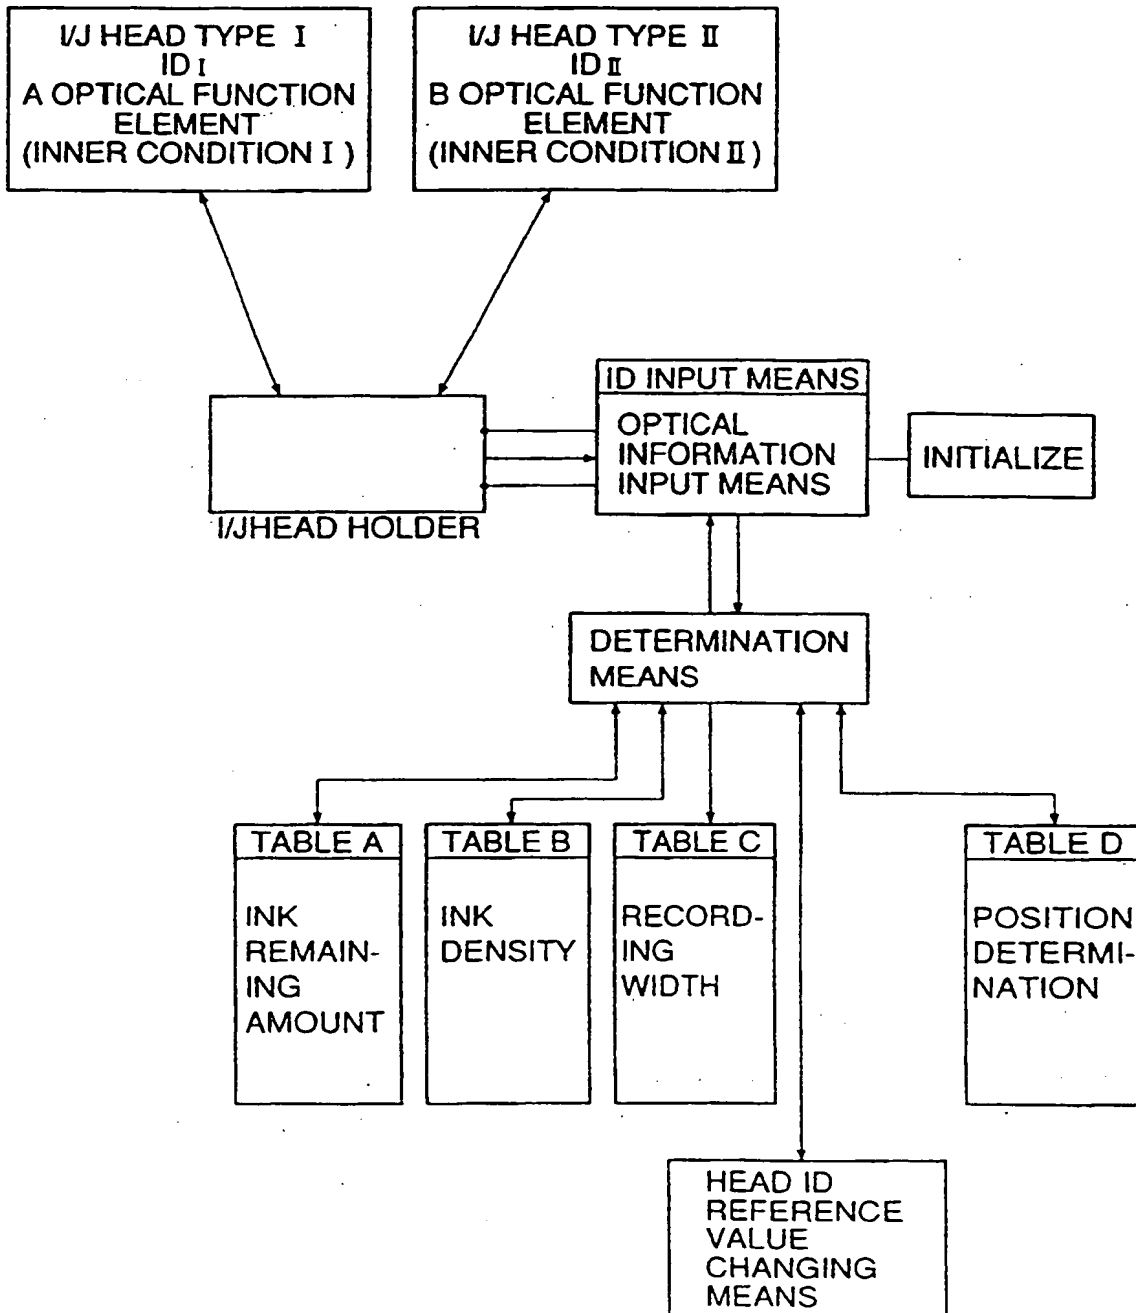 I/J HEAD TYPE I
ID I
A OPTICAL FUNCTION
ELEMENT
(INNER CONDITION I )
I/J HEAD TYPE II
ID II
B OPTICAL FUNCTION
ELEMENT
(INNER CONDITION II )
I/JHEAD HOLDER
ID INPUT MEANS
OPTICAL
INFORMATION
INPUT MEANS
INITIALIZE
DETERMINATION
MEANS
TABLE A
INK
REMAIN-
ING
AMOUNT
TABLE B
INK
DENSITY
TABLE C
RECORD-
ING
WIDTH
TABLE D
POSITION
DETERMI-
NATION
HEAD ID
REFERENCE
VALUE
CHANGING
MEANS